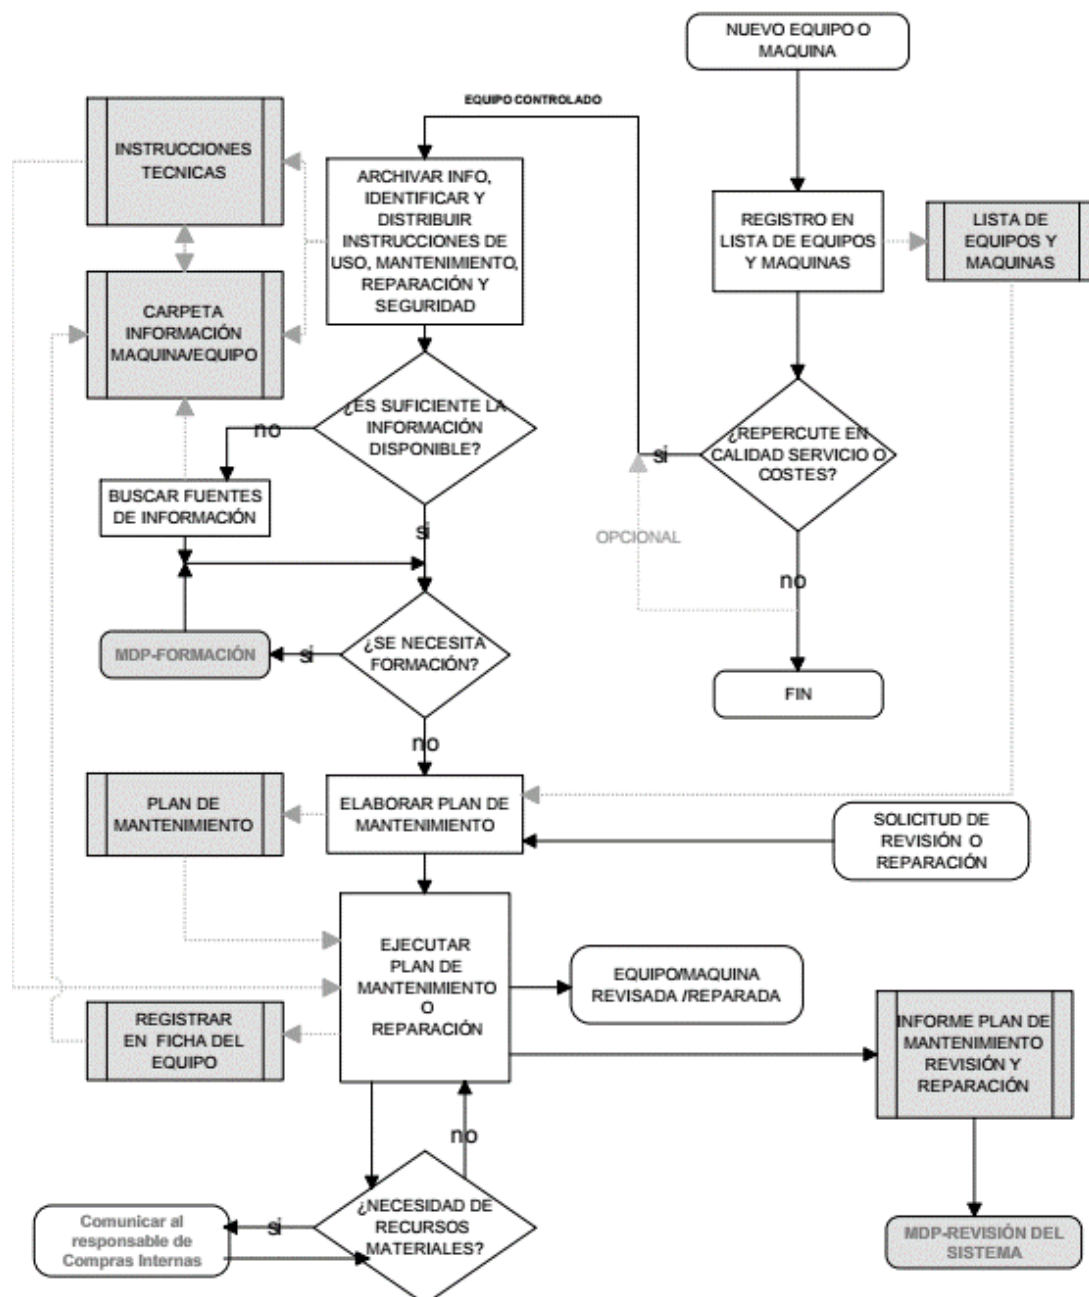 NUEVO EQUIPO O
MAQUINA
EQUIPO CONTROLADO
INSTRUCCIONES
TECNICAS
ARCHIVAR INFO,
IDENTIFICAR Y
DISTRIBUIR
INSTRUCCIONES DE
USO, MANTENIMIENTO,
REPARACIÓN Y
SEGURIDAD
REGISTRO EN
LISTA DE EQUIPOS
Y MAQUINAS
LISTA DE
EQUIPOS Y
MAQUINAS
CARPETA
INFORMACIÓN
MAQUINA/EQUIPO
¿ES SUFICIENTE LA
INFORMACIÓN
DISPONIBLE?
no
si
¿REPERCUTE EN
CALIDAD SERVICIO O
COSTES?
si
no
OPCIONAL
BUSCAR FUENTES
DE INFORMACIÓN
MDP-FORMACIÓN
si
¿SE NECESITA
FORMACIÓN?
no
FIN
PLAN DE
MANTENIMIENTO
ELABORAR PLAN DE
MANTENIMIENTO
SOLICITUD DE
REVISIÓN O
REPARACIÓN
EJECUTAR
PLAN DE
MANTENIMIENTO
O
REPARACIÓN
EQUIPO/MAQUINA
REVISADA /REPARADA
REGISTRAR
EN FICHA DEL
EQUIPO
INFORME PLAN DE
MANTENIMIENTO
REVISIÓN Y
REPARACIÓN
no
¿NECESIDAD DE
RECURSOS
MATERIALES?
si
Comunicar al
responsable de
Compras Internas
MDP-REVISIÓN DEL
SISTEMA